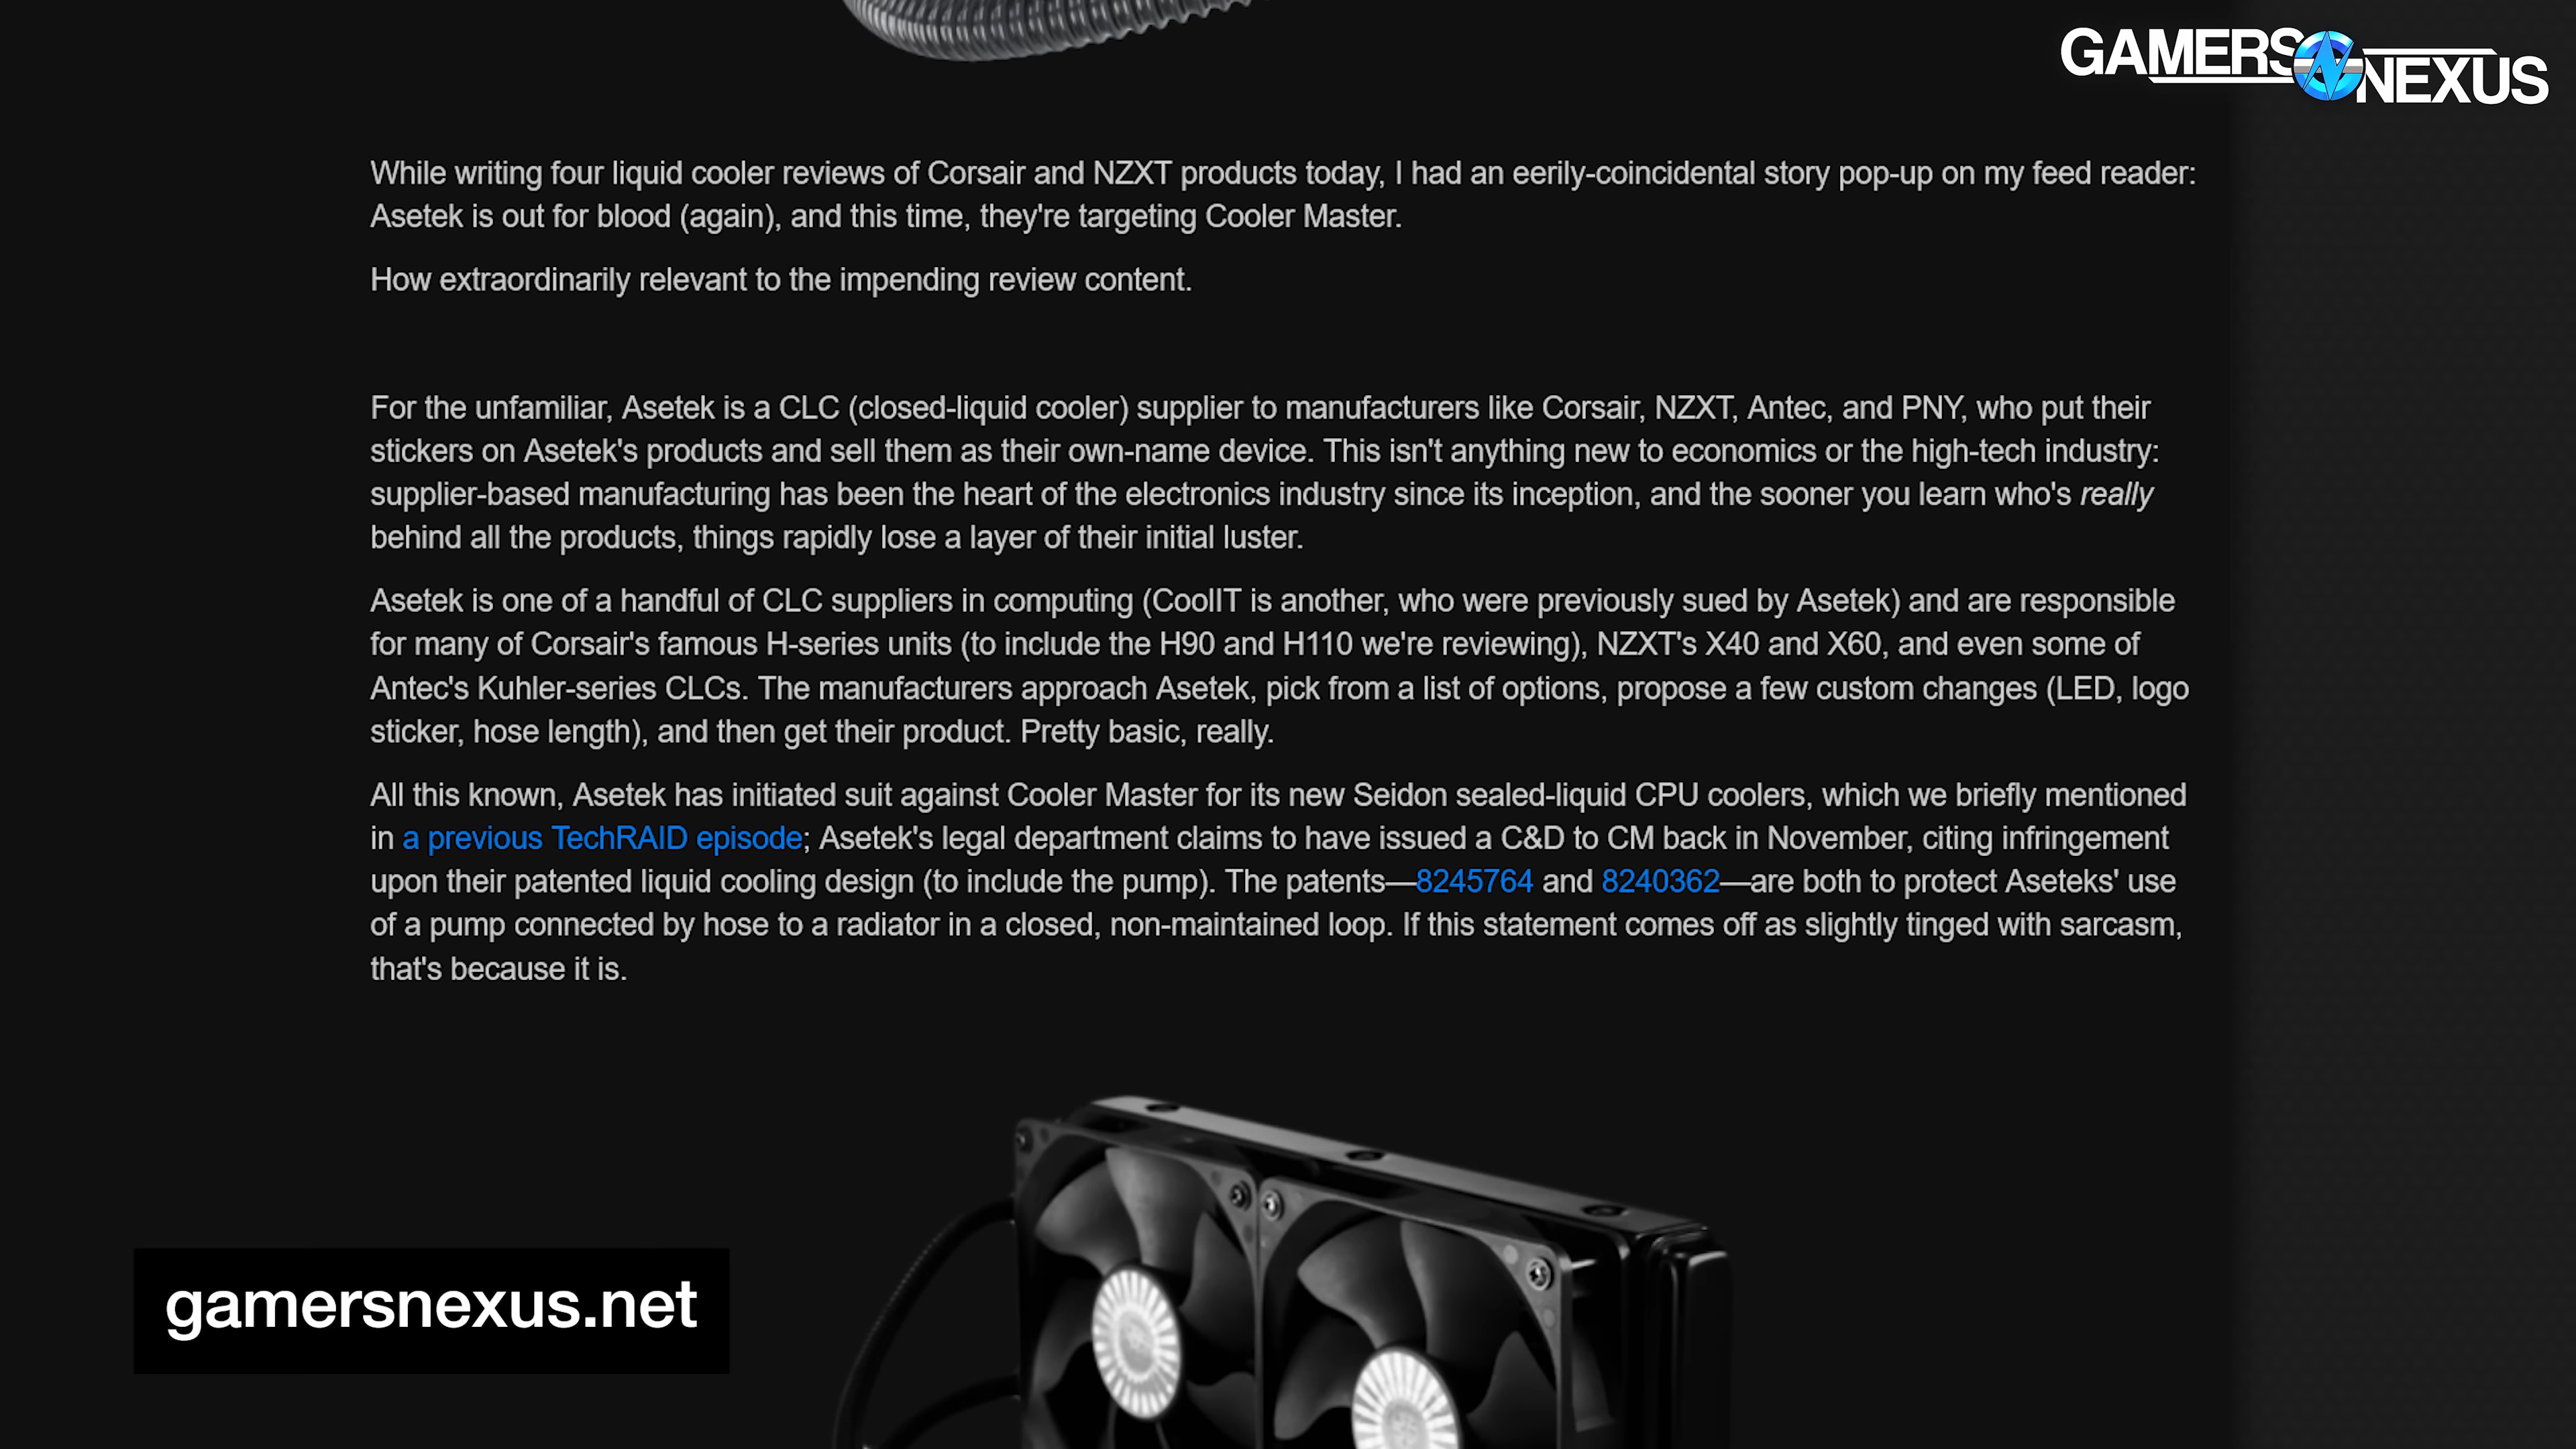 GAMERS NEXUS
While writing four liquid cooler reviews of Corsair and NZXT products today, I had an eerily-coincidental story pop-up on my feed reader:
Asetek is out for blood (again), and this time, they're targeting Cooler Master.
How extraordinarily relevant to the impending review content.
For the unfamiliar, Asetek is a CLC (closed-liquid cooler) supplier to manufacturers like Corsair, NZXT, Antec, and PNY, who put their
stickers on Asetek's products and sell them as their own-name device. This isn't anything new to economics or the high-tech industry:
supplier-based manufacturing has been the heart of the electronics industry since its inception, and the sooner you learn who's really
behind all the products, things rapidly lose a layer of their initial luster.
Asetek is one of a handful of CLC suppliers in computing (CoolIT is another, who were previously sued by Asetek) and are responsible
for many of Corsair's famous H-series units (to include the H90 and H110 we're reviewing), NZXT's X40 and X60, and even some of
Antec's Kuhler-series CLCs. The manufacturers approach Asetek, pick from a list of options, propose a few custom changes (LED, logo
sticker, hose length), and then get their product. Pretty basic, really.
All this known, Asetek has initiated suit against Cooler Master for its new Seidon sealed-liquid CPU coolers, which we briefly mentioned
in a previous TechRAID episode; Asetek's legal department claims to have issued a C&D to CM back in November, citing infringement
upon their patented liquid cooling design (to include the pump). The patents—8245764 and 8240362—are both to protect Aseteks' use
of a pump connected by hose to a radiator in a closed, non-maintained loop. If this statement comes off as slightly tinged with sarcasm,
that's because it is.
gamersnexus.net